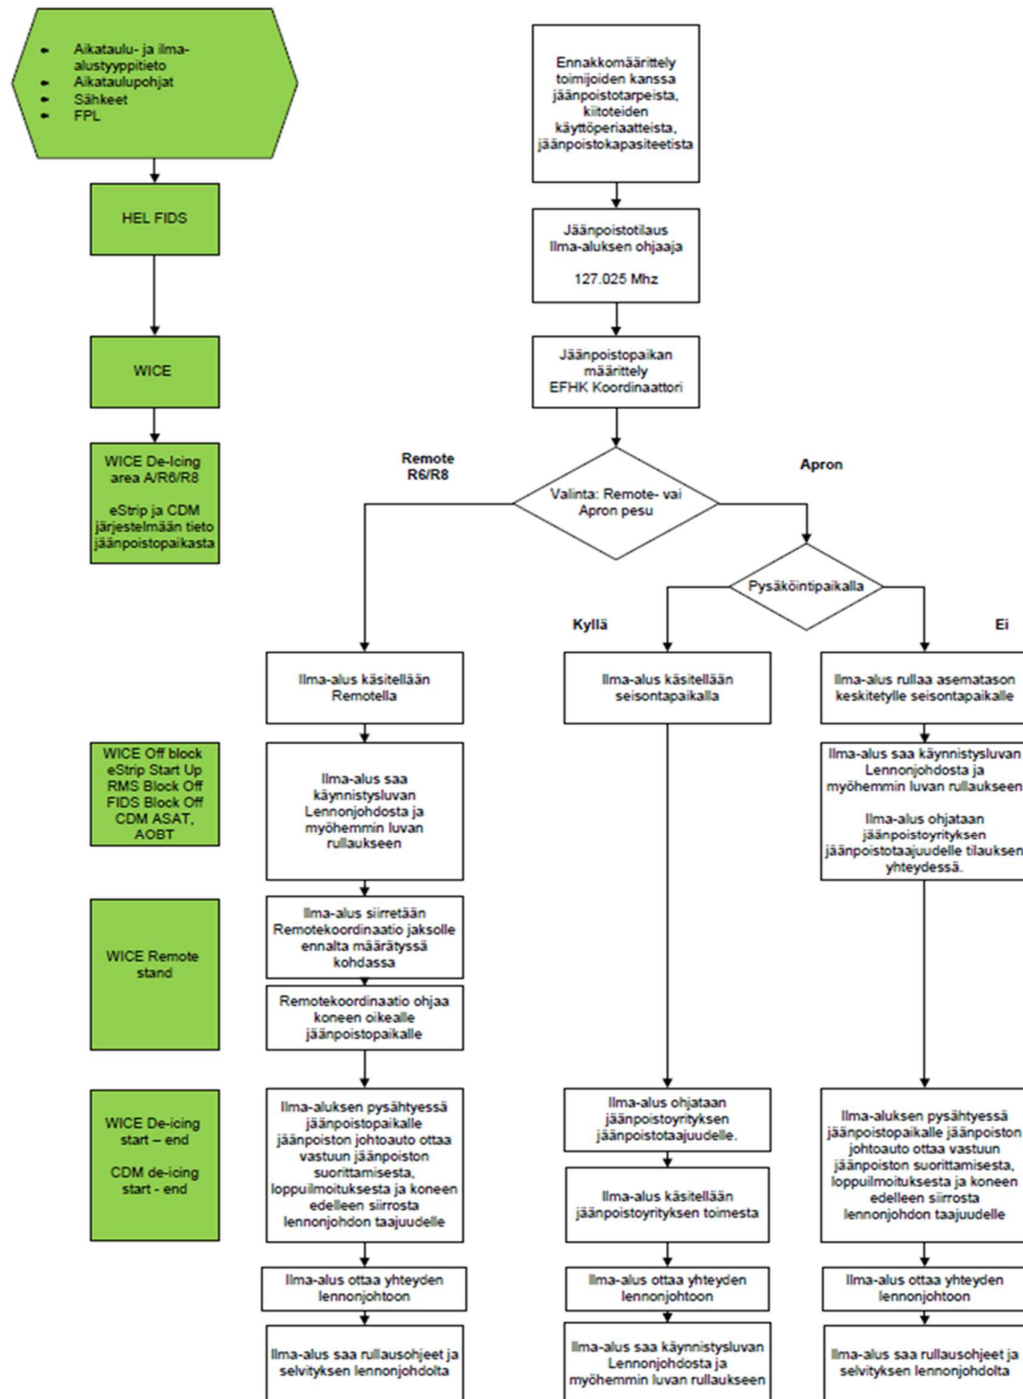 Aikataulu- ja ilma-
alustyyppitieto
Aikataulupohjat
Sähkeet
FPL
HEL FIDS
WICE
WICE De-Icing
area A/R6/R8
eStrip ja CDM
järjestelmään tieto
jäänpoistopaikasta
Ennakkomäärittely
toimijoiden kanssa
jäänpoistotarpeista,
kiitoteiden
käyttöperiaatteista,
jäänpoistokapasiteetista
Jäänpoistotilaus
Ilma-aluksen ohjaaja
127.025 Mhz
Jäänpoistopaikan
määrittely
EFHK Koordinaattori
Remote
R6/R8
Valinta: Remote- vai
Apron pesu
Apron
Pysäköintipaikalla
Kyllä
Ei
Ilma-alus käsitellään
Remotella
Ilma-alus käsitellään
seisontapaikalla
Ilma-alus rullaa asematason
keskitetylle seisontapaikalle
WICE Off block
eStrip Start Up
RMS Block Off
FIDS Block Off
CDM ASAT,
AOBT
Ilma-alus saa
käynnistysluvan
Lennonjohdosta ja
myöhemmin luvan
rullaukseen
Ilma-alus saa käynnistysluvan
Lennonjohdosta ja
myöhemmin luvan rullaukseen
Ilma-alus ohjataan
jäänpoistoyrityksen
jäänpoistotaajuudelle tilauksen
yhteydessä.
WICE Remote
stand
Ilma-alus siirretään
Remotekoordinaatio jaksolle
ennalta määrätyssä
kohdassa
Remotekoordinaatio ohjaa
koneen oikealle
jäänpoistopaikalle
WICE De-icing
start – end
CDM de-icing
start - end
Ilma-aluksen pysähtyessä
jäänpoistopaikalle
jäänpoiston johtoauto ottaa
vastuun jäänpoiston
suorittamisesta,
loppuilmoituksesta ja koneen
edelleen siirrosta
lennonjohdon taajuudelle
Ilma-alus ohjataan
jäänpoistoyrityksen
jäänpoistotaajuudelle.
Ilma-alus käsitellään
jäänpoistoyrityksen toimesta
Ilma-aluksen pysähtyessä
jäänpoistopaikalle jäänpoiston
johtoauto ottaa vastuun
jäänpoiston suorittamisesta,
loppuilmoituksesta ja koneen
edelleen siirrosta
lennonjohdon taajuudelle
Ilma-alus ottaa yhteyden
lennonjohtoon
Ilma-alus ottaa yhteyden
lennonjohtoon
Ilma-alus ottaa yhteyden
lennonjohtoon
Ilma-alus saa rullausohjeet ja
selvityksen lennonjohdolta
Ilma-alus saa käynnistysluvan
Lennonjohdosta ja
myöhemmin luvan rullaukseen
Ilma-alus saa rullausohjeet ja
selvityksen lennonjohdolta